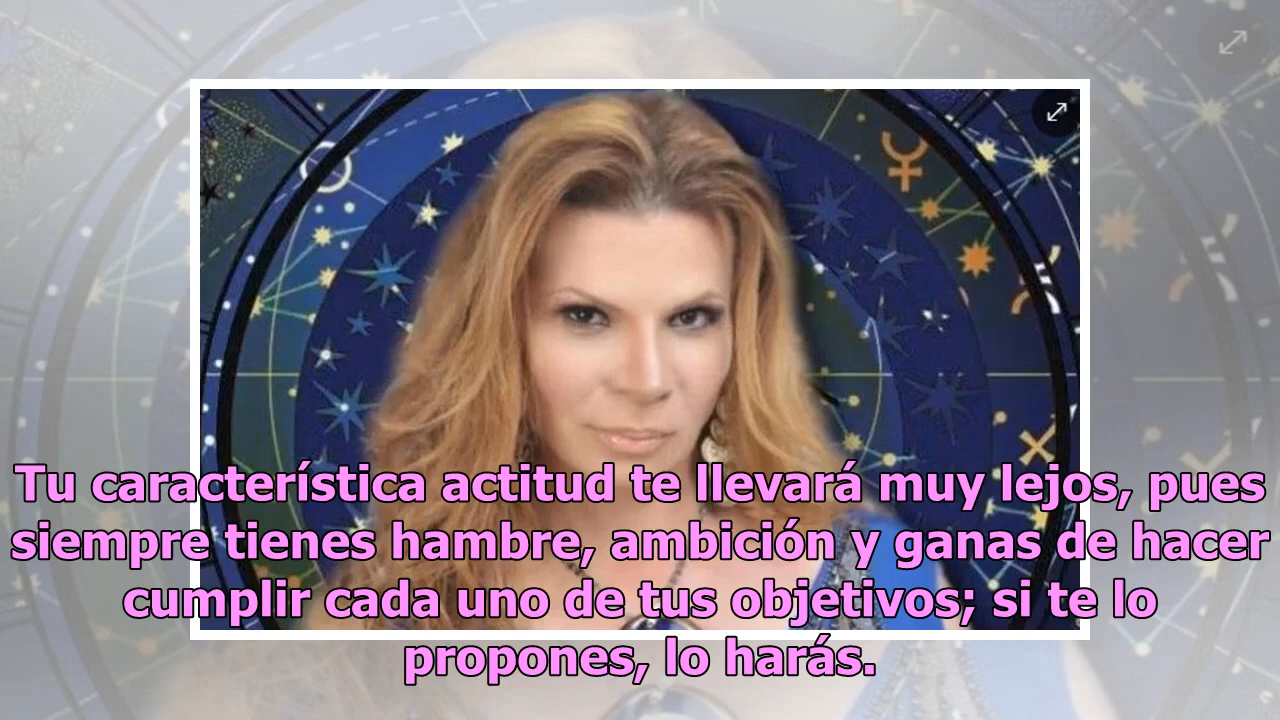 Tu característica actitud te llevará muy lejos, pues
siempre tienes hambre, ambición y ganas de hacer
cumplir cada uno de tus objetivos; si te lo
propones, lo harás.